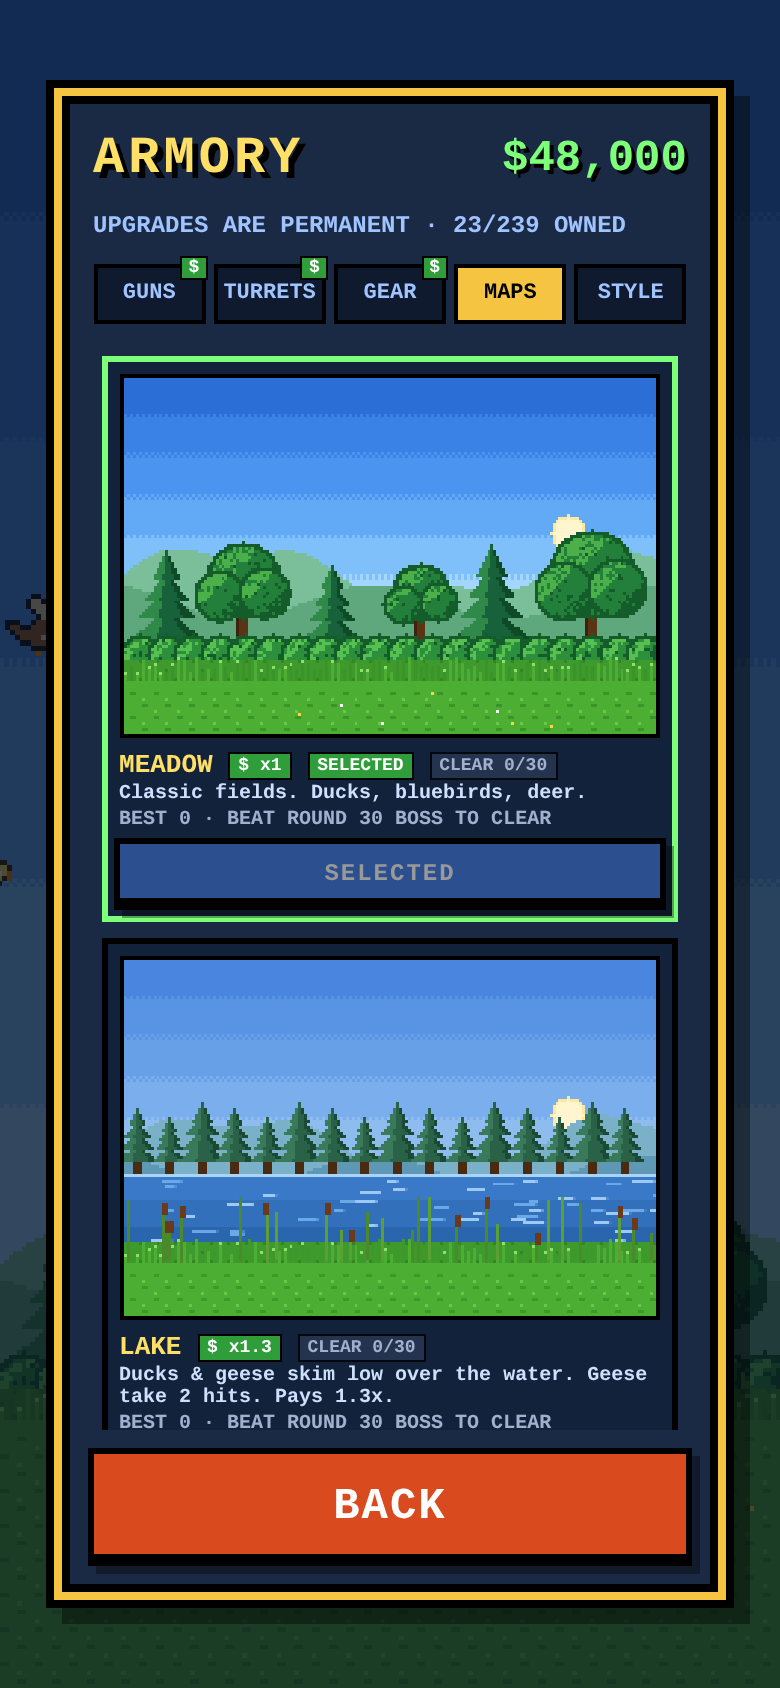 ARMORY $48,000
UPGRADES ARE PERMANENT · 23/239 OWNED
$ $ $
GUNS TURRETS GEAR MAPS STYLE
MEADOW $ x1 SELECTED CLEAR 0/30
Classic fields. Ducks, bluebirds, deer.
BEST 0 · BEAT ROUND 30 BOSS TO CLEAR
SELECTED
LAKE $ x1.3 CLEAR 0/30
Ducks & geese skim low over the water. Geese
take 2 hits. Pays 1.3x.
BEST 0 · BEAT ROUND 30 BOSS TO CLEAR
BACK